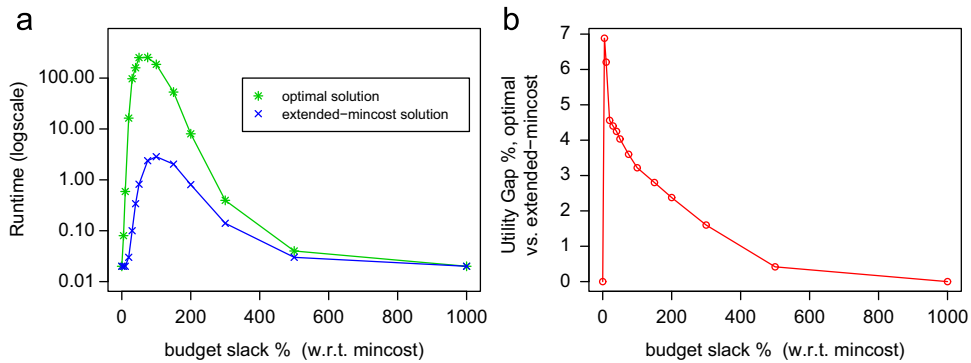 a
Runtime (logscale)
100.00
10.00
1.00
0.10
0.01
optimal solution
extended−mincost solution
0 200 400 600 800 1000
budget slack % (w.r.t. mincost)
b
Utility Gap %, optimal
vs. extended−mincost
7
6
5
4
3
2
1
0
0 200 400 600 800 1000
budget slack % (w.r.t. mincost)